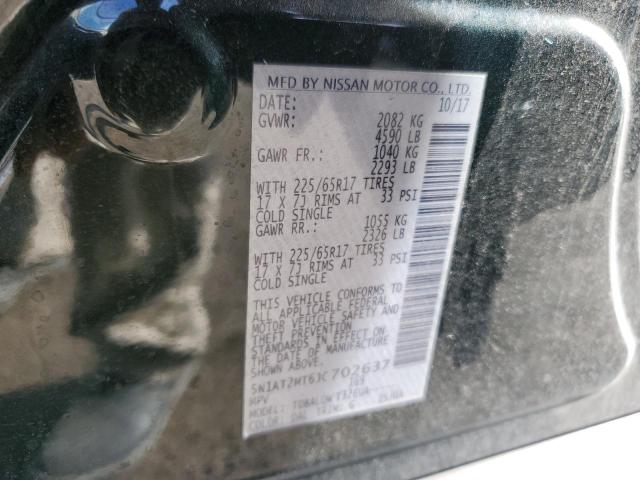 MFD BY NISSAN MOTOR CO., LTD.
DATE: 10/17
GVWR: 2082 KG
4590 LB
GAWR FR.: 1040 KG
2293 LB
WITH 225/65R17 TIRES
17 X 7J RIMS AT 33 PSI
COLD SINGLE
GAWR RR.: 1055 KG
2326 LB
WITH 225/65R17 TIRES
17 X 7J RIMS AT 33 PSI
COLD SINGLE
THIS VEHICLE CONFORMS TO
ALL APPLICABLE FEDERAL
MOTOR VEHICLE SAFETY AND
THEFT PREVENTION
STANDARDS IN EFFECT ON
THE DATE OF MANUFACTURE
SHOWN ABOVE.
5N1AT2MT6JC702637
MPV
MODEL:
COLOR: TRIM: G